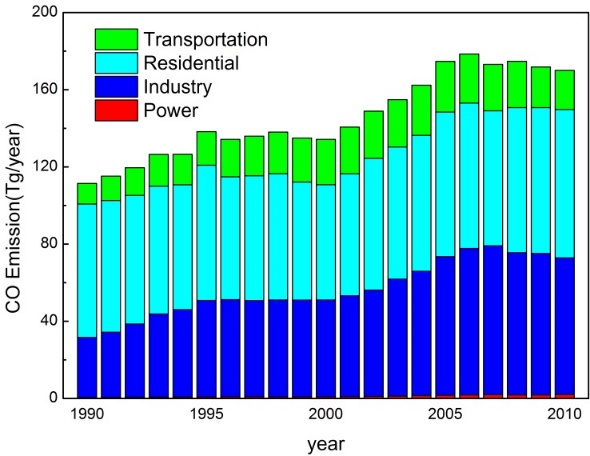 200
160
120
80
40
0
CO Emission(Tg/year)
Transportation
Residential
Industry
Power
1990 1995 2000 2005 2010
year